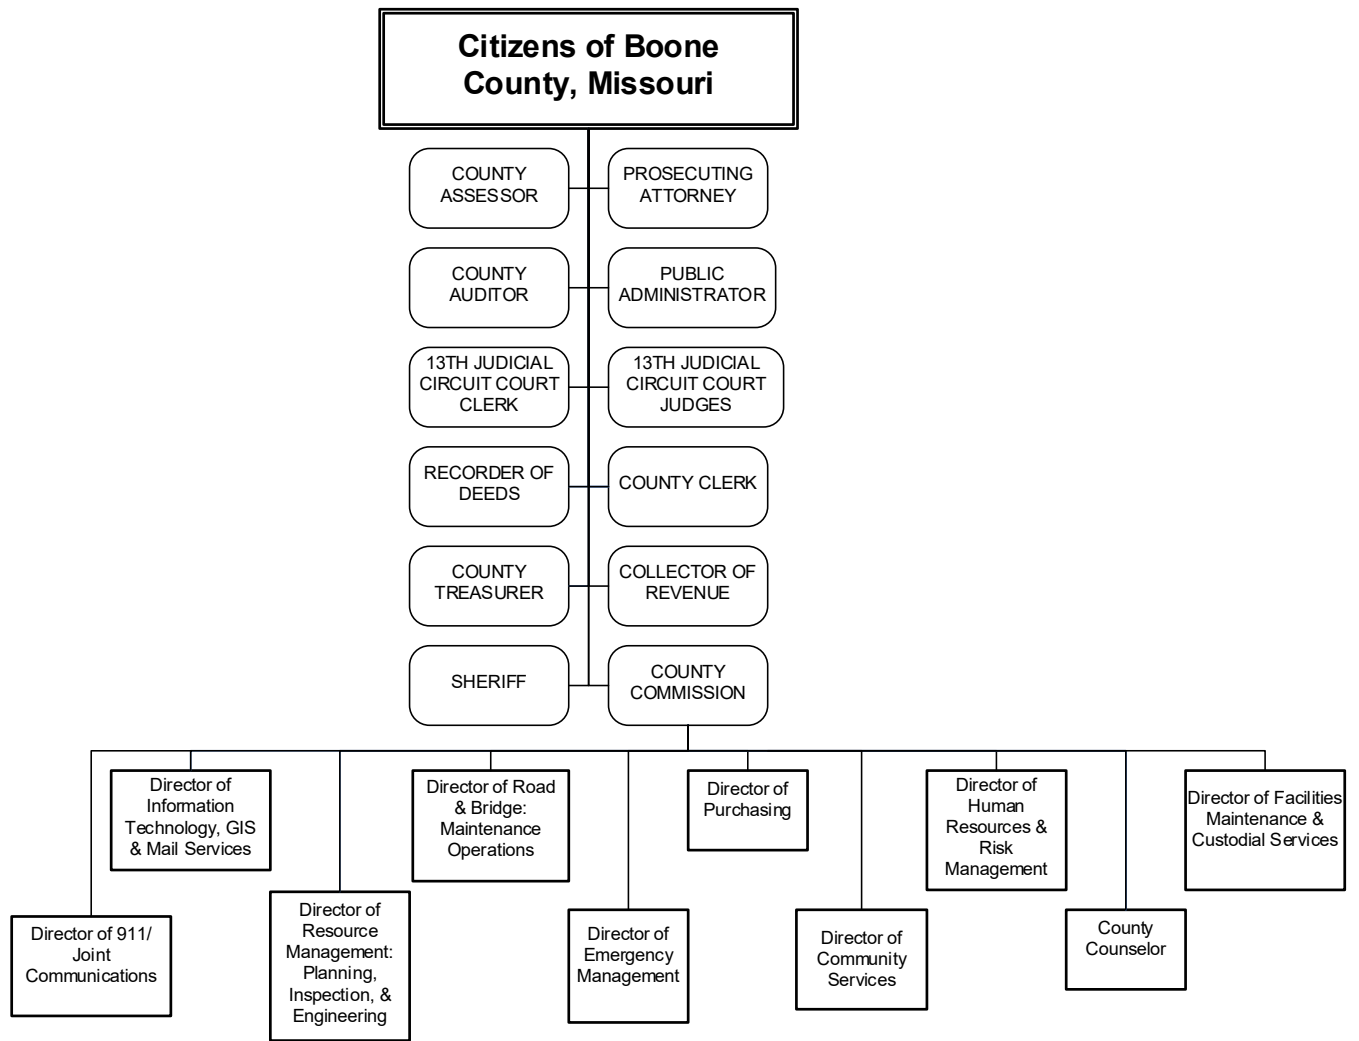 Citizens of Boone
County, Missouri
COUNTY
ASSESSOR
PROSECUTING
ATTORNEY
COUNTY
AUDITOR
PUBLIC
ADMINISTRATOR
13TH JUDICIAL
CIRCUIT COURT
CLERK
13TH JUDICIAL
CIRCUIT COURT
JUDGES
RECORDER OF
DEEDS
COUNTY CLERK
COUNTY
TREASURER
COLLECTOR OF
REVENUE
SHERIFF
COUNTY
COMMISSION
Director of
Information
Technology, GIS
& Mail Services
Director of Road
& Bridge:
Maintenance
Operations
Director of
Purchasing
Director of
Human
Resources &
Risk
Management
Director of Facilities
Maintenance &
Custodial Services
Director of 911/
Joint
Communications
Director of
Resource
Management:
Planning,
Inspection, &
Engineering
Director of
Emergency
Management
Director of
Community
Services
County
Counselor